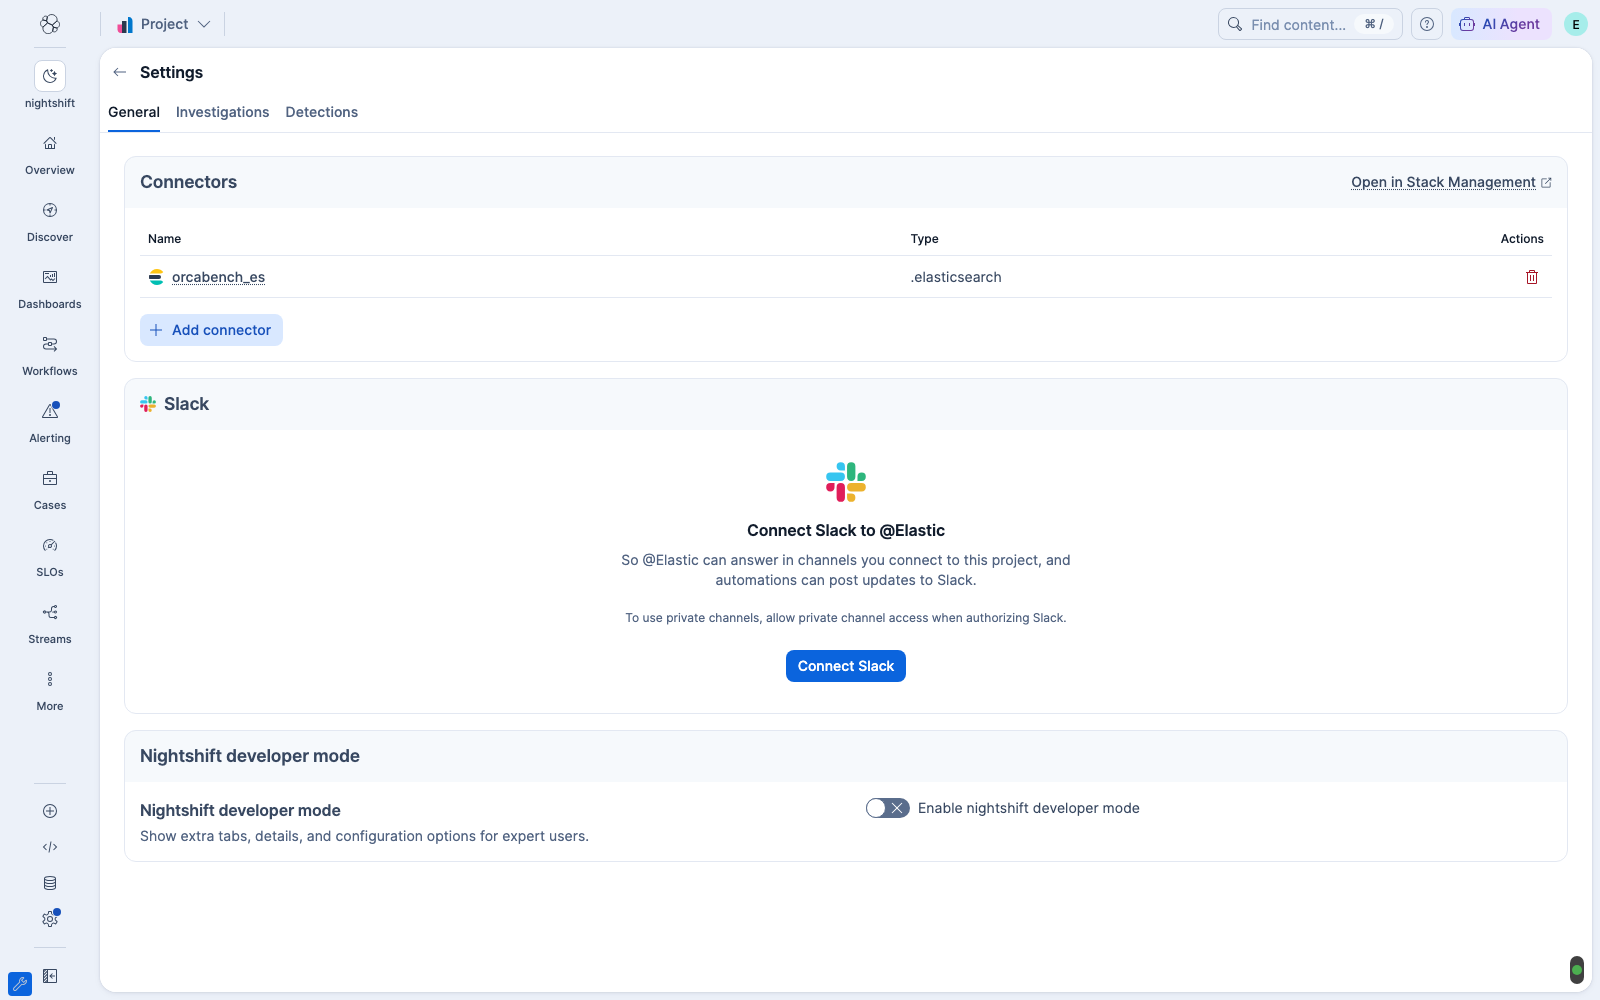 Project
Find content...
⌘ /
AI Agent
E
nightshift
Overview
Discover
Dashboards
Workflows
Alerting
Cases
SLOs
Streams
More
Settings
General
Investigations
Detections
Connectors
Open in Stack Management
Name
Type
Actions
orcabench_es
.elasticsearch
Add connector
Slack
Connect Slack to @Elastic
So @Elastic can answer in channels you connect to this project, and
automations can post updates to Slack.
To use private channels, allow private channel access when authorizing Slack.
Connect Slack
Nightshift developer mode
Nightshift developer mode
Enable nightshift developer mode
Show extra tabs, details, and configuration options for expert users.